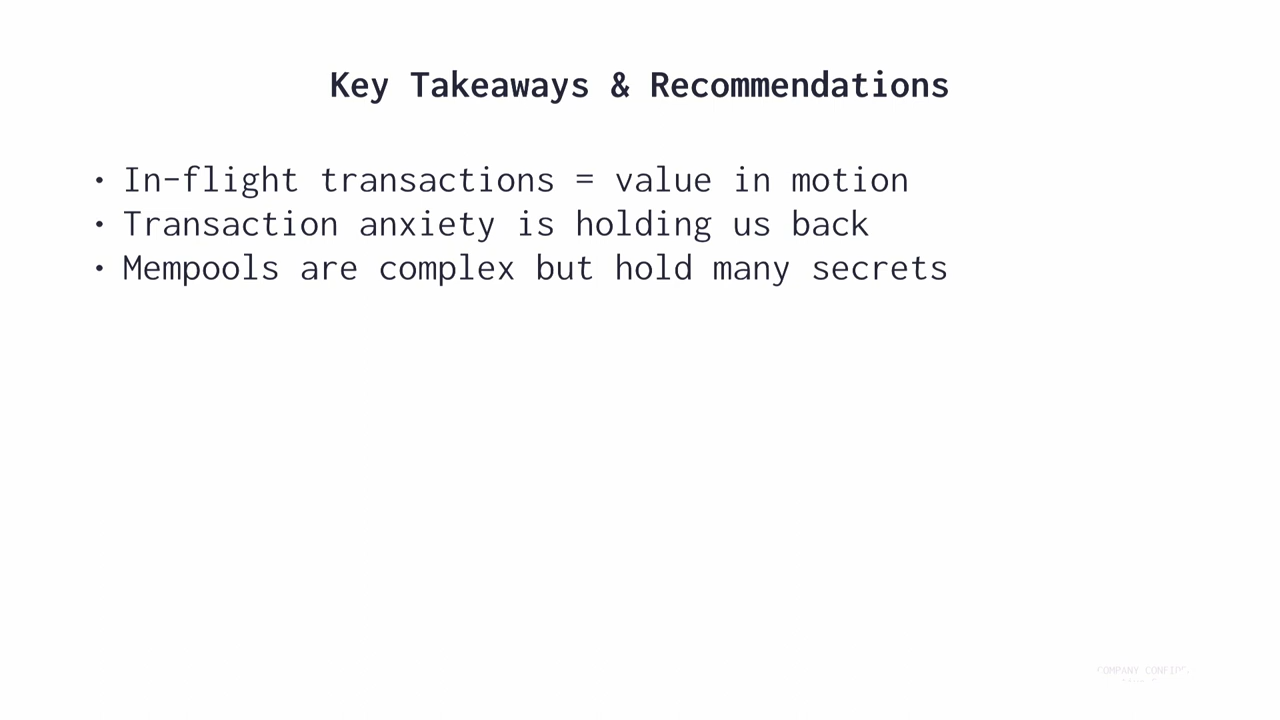 Key Takeaways & Recommendations
• In-flight transactions = value in motion
• Transaction anxiety is holding us back
• Mempools are complex but hold many secrets
COMPANY